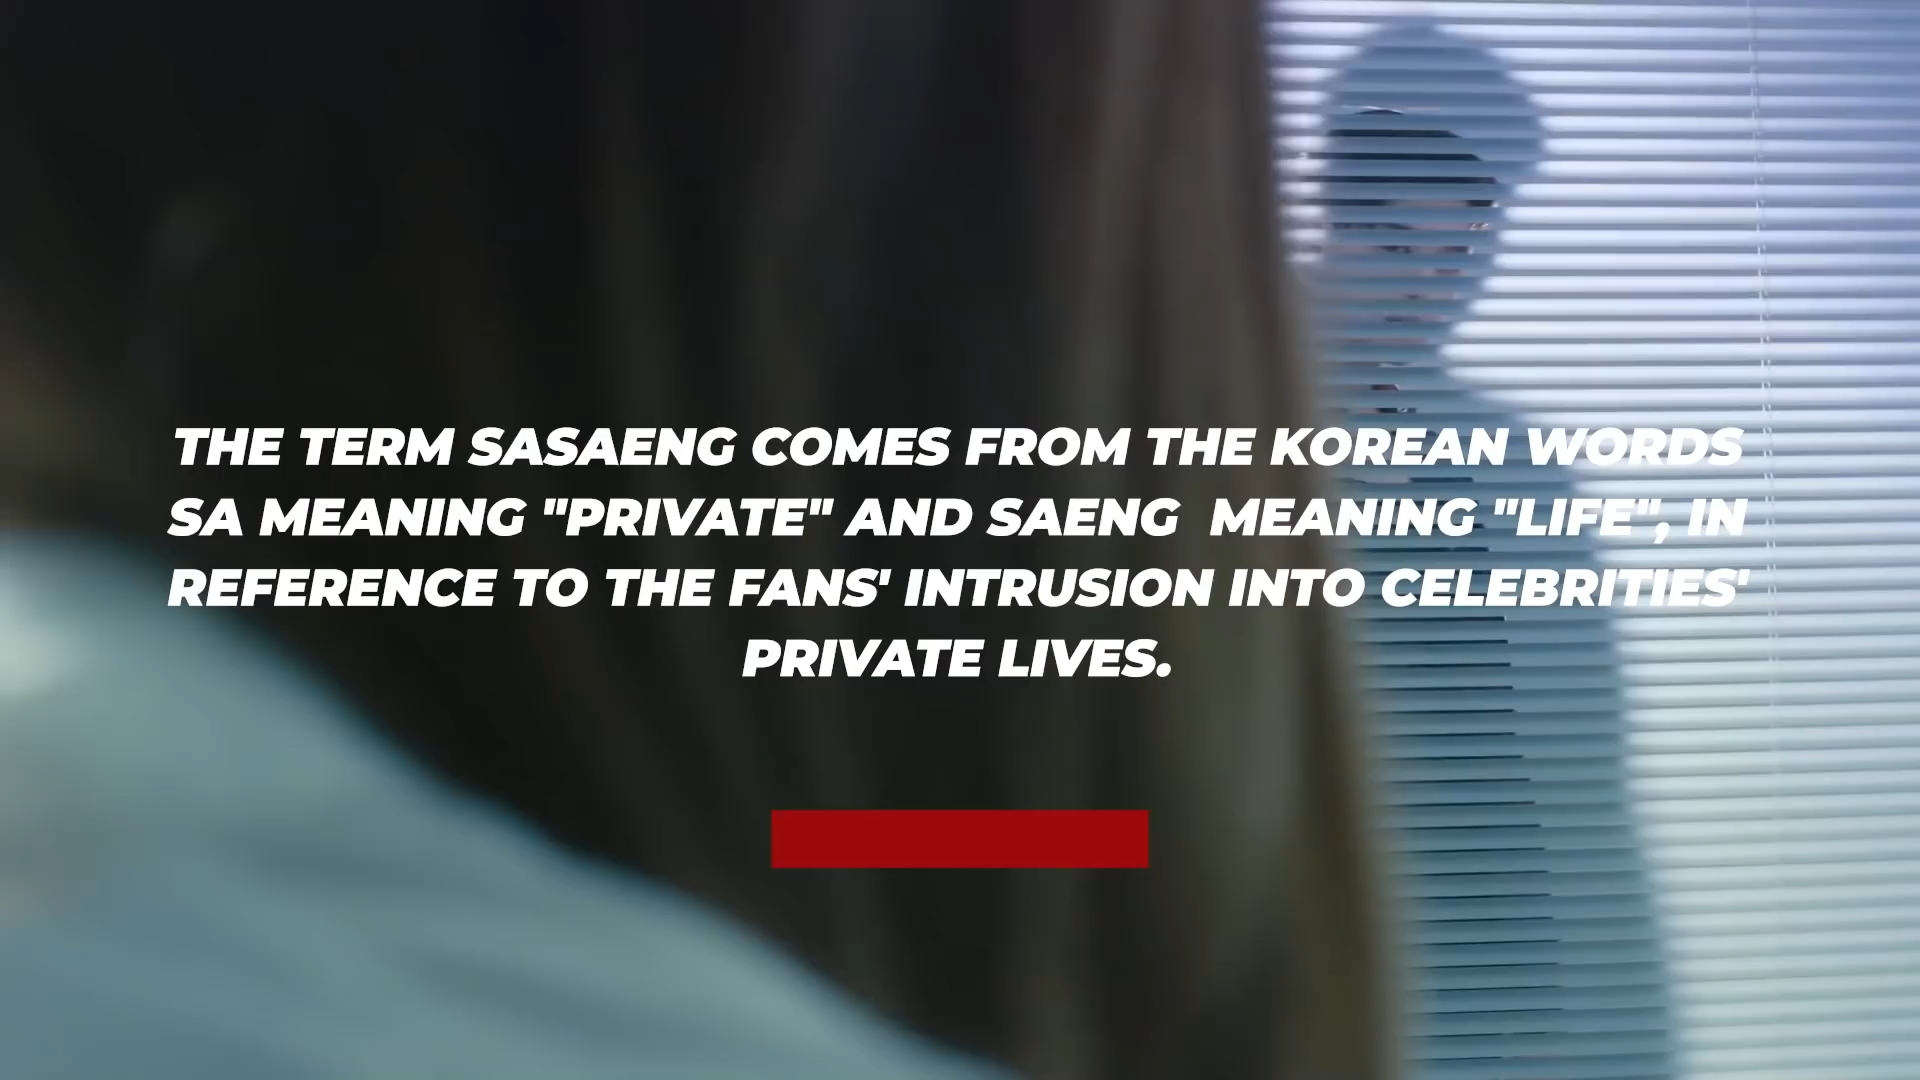 THE TERM SASAENG COMES FROM THE KOREAN WORDS
SA MEANING "PRIVATE" AND SAENG  MEANING "LIFE", IN
REFERENCE TO THE FANS' INTRUSION INTO CELEBRITIES'
PRIVATE LIVES.